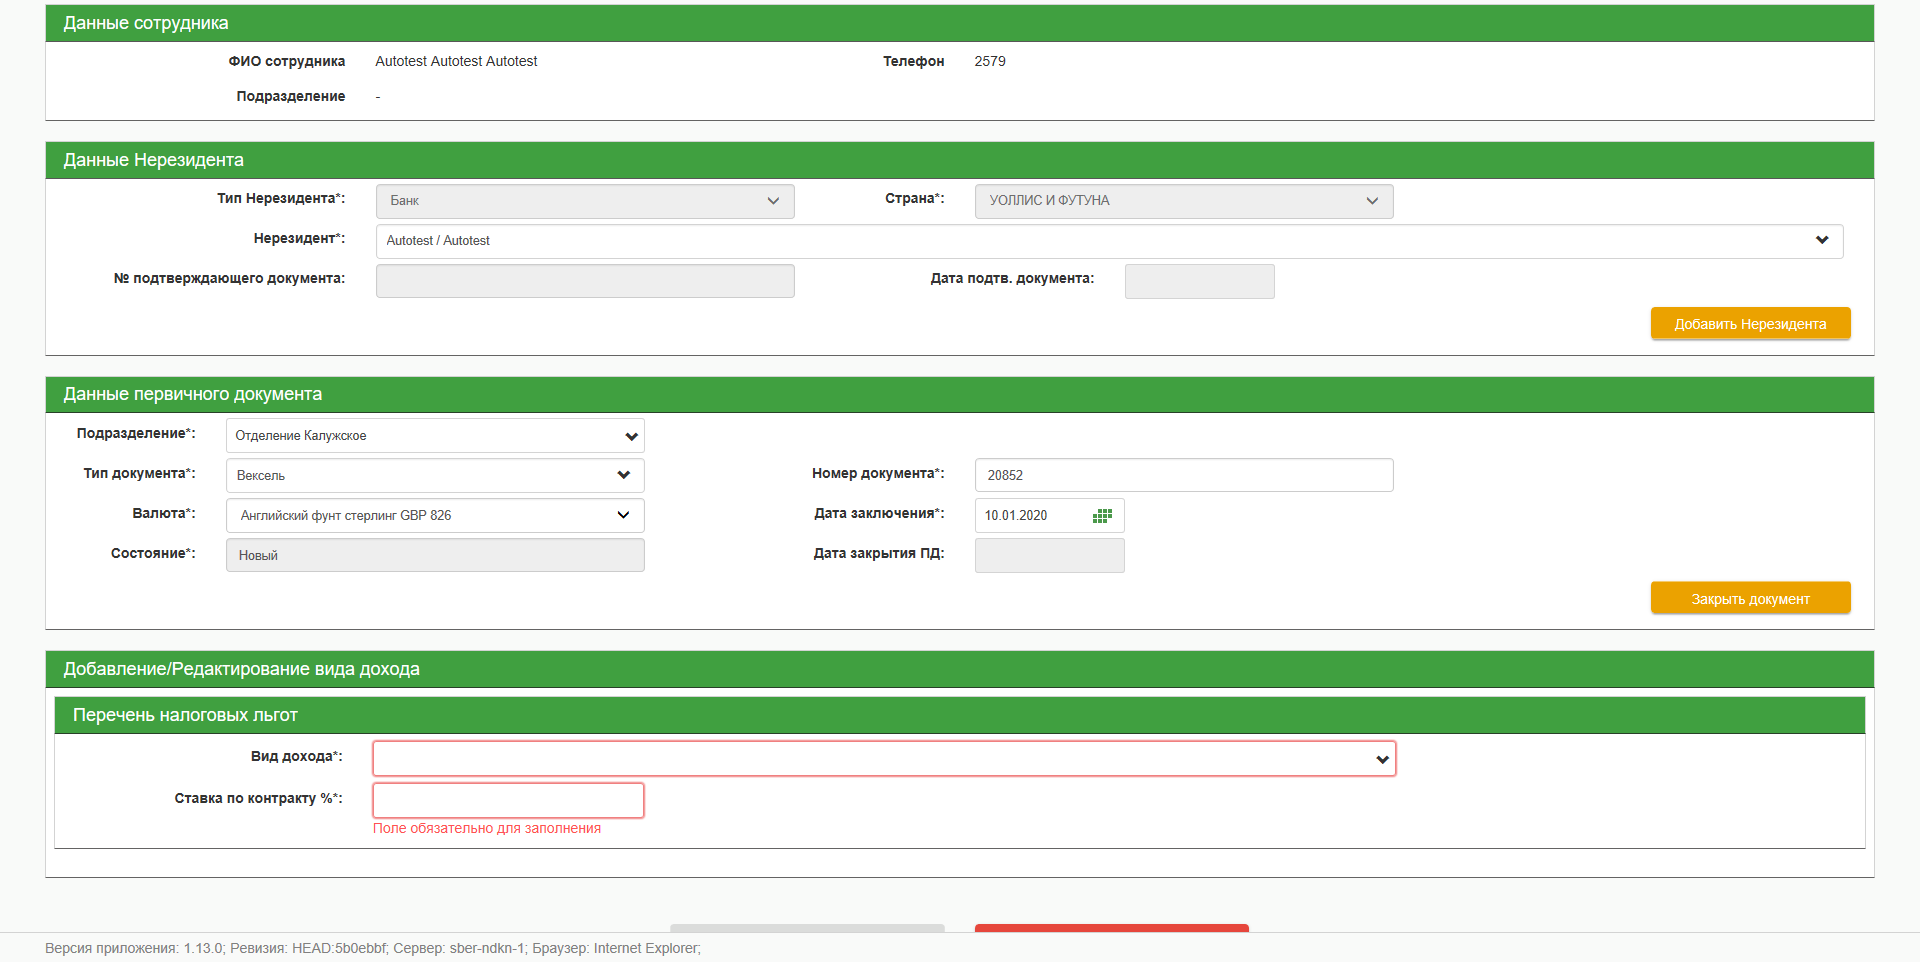 Данные сотрудника
ФИО сотрудника Autotest Autotest Autotest Телефон 2579
Подразделение -
Данные Нерезидента
Тип Нерезидента*: Банк Страна*: УОЛЛИС И ФУТУНА
Нерезидент*: Autotest / Autotest
№ подтверждающего документа: Дата подтв. документа:
Добавить Нерезидента
Данные первичного документа
Подразделение*: Отделение Калужское
Тип документа*: Вексель Номер документа*: 20852
Валюта*: Английский фунт стерлинг GBP 826 Дата заключения*: 10.01.2020
Состояние*: Новый Дата закрытия ПД:
Закрыть документ
Добавление/Редактирование вида дохода
Перечень налоговых льгот
Вид дохода*:
Ставка по контракту %*:
Поле обязательно для заполнения
Версия приложения: 1.13.0; Ревизия: HEAD:5b0ebbf; Сервер: sber-ndkn-1; Браузер: Internet Explorer;